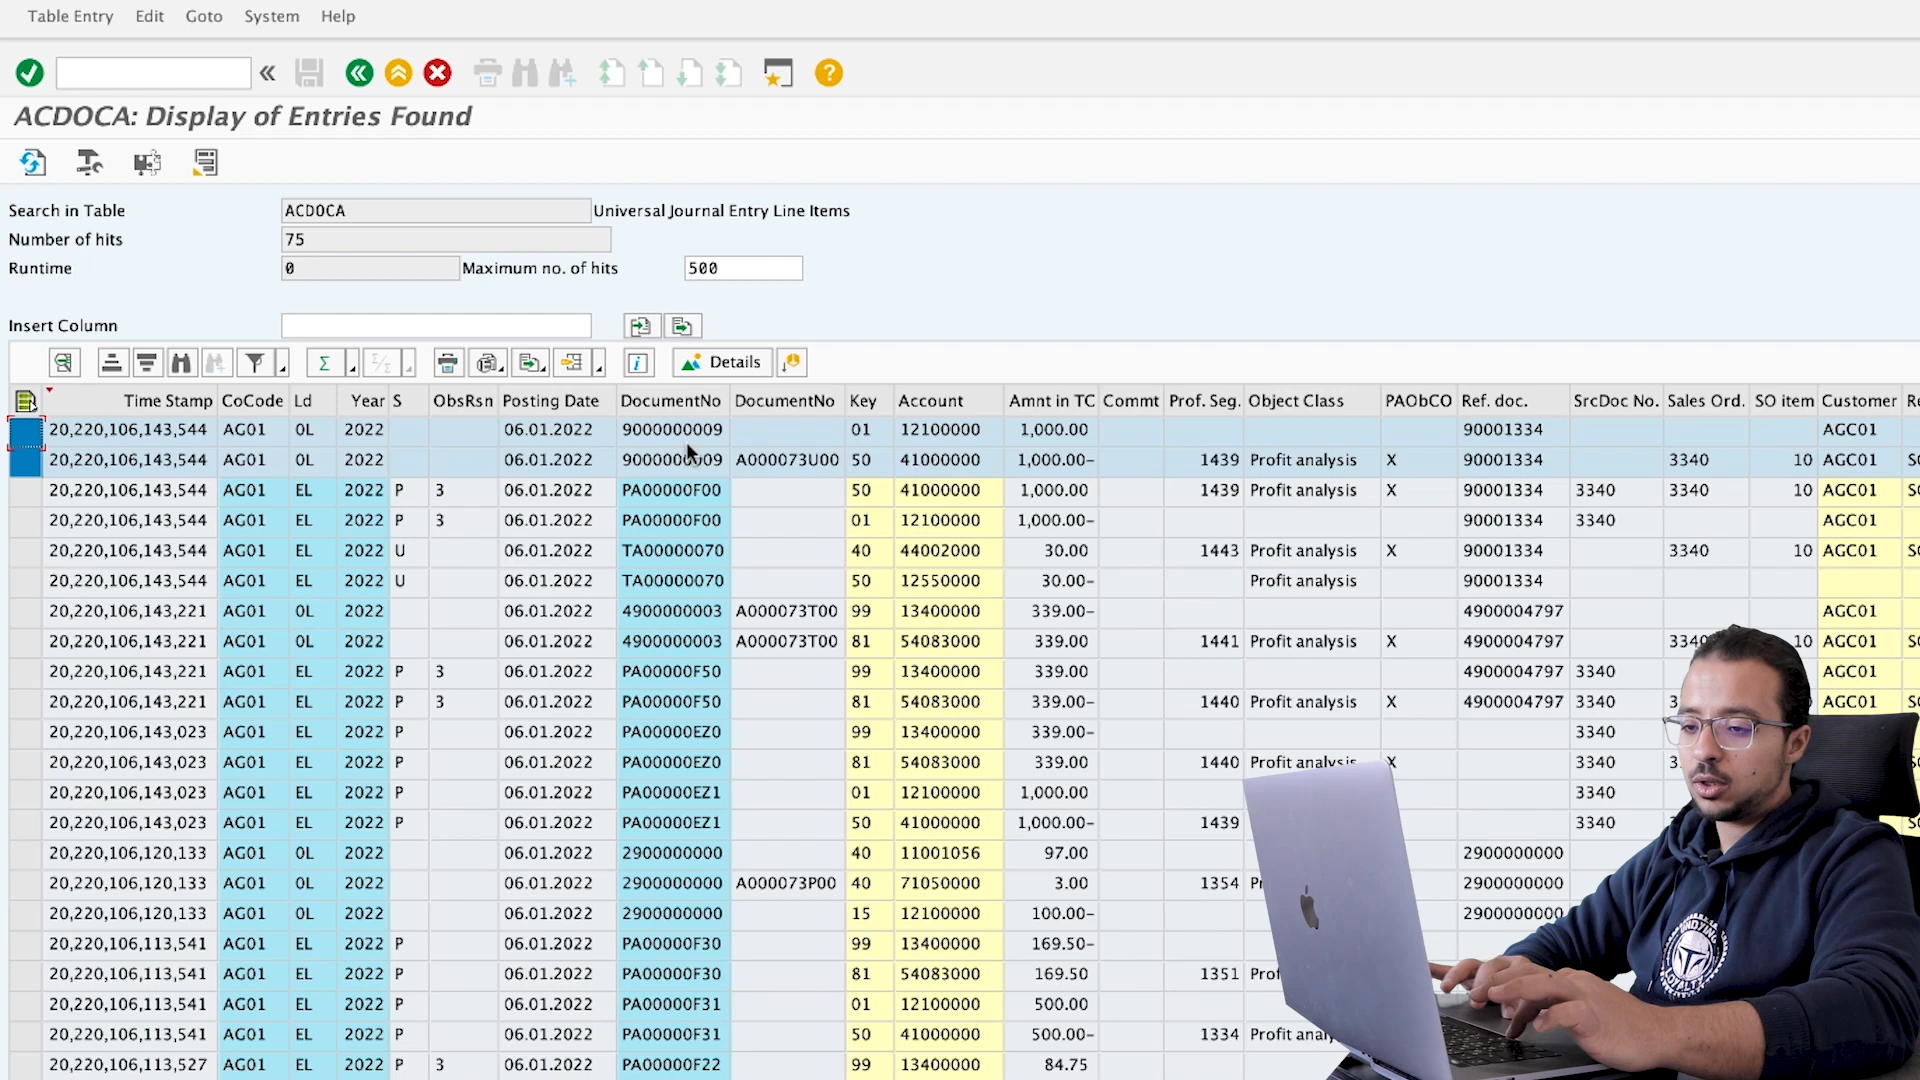 Table Entry Edit Goto System Help
ACDOCA: Display of Entries Found
Search in Table ACDOCA Universal Journal Entry Line Items
Number of hits 75
Runtime 0 Maximum no. of hits 500
Insert Column
Details
Time Stamp CoCode Ld Year S ObsRsn Posting Date DocumentNo DocumentNo Key Account Amnt in TC Commt Prof. Seg. Object Class PAObCO Ref. doc. SrcDoc No. Sales Ord. SO item Customer Re
20,220,106,143,544 AG01 0L 2022 06.01.2022 9000000009 01 12100000 1,000.00 90001334 AGC01
20,220,106,143,544 AG01 0L 2022 06.01.2022 9000000009 A000073U00 50 41000000 1,000.00- 1439 Profit analysis X 90001334 3340 10 AGC01
20,220,106,143,544 AG01 EL 2022 P 3 06.01.2022 PA00000F00 50 41000000 1,000.00 1439 Profit analysis X 90001334 3340 3340 10 AGC01
20,220,106,143,544 AG01 EL 2022 P 3 06.01.2022 PA00000F00 01 12100000 1,000.00- 90001334 3340 AGC01
20,220,106,143,544 AG01 EL 2022 U 06.01.2022 TA00000070 40 44002000 30.00 1443 Profit analysis X 90001334 3340 10 AGC01
20,220,106,143,544 AG01 EL 2022 U 06.01.2022 TA00000070 50 12550000 30.00- Profit analysis 90001334
20,220,106,143,221 AG01 0L 2022 06.01.2022 4900000003 A000073T00 99 13400000 339.00- 4900004797 AGC01
20,220,106,143,221 AG01 0L 2022 06.01.2022 4900000003 A000073T00 81 54083000 339.00 1441 Profit analysis X 4900004797 3340 10 AGC01
20,220,106,143,221 AG01 EL 2022 P 3 06.01.2022 PA00000F50 99 13400000 339.00 4900004797 3340 AGC01
20,220,106,143,221 AG01 EL 2022 P 3 06.01.2022 PA00000F50 81 54083000 339.00- 1440 Profit analysis X 4900004797 3340 AGC01
20,220,106,143,023 AG01 EL 2022 P 06.01.2022 PA00000EZ0 99 13400000 339.00- 3340
20,220,106,143,023 AG01 EL 2022 P 06.01.2022 PA00000EZ0 81 54083000 339.00 1440 Profit analysis X 3340
20,220,106,143,023 AG01 EL 2022 P 06.01.2022 PA00000EZ1 01 12100000 1,000.00 3340
20,220,106,143,023 AG01 EL 2022 P 06.01.2022 PA00000EZ1 50 41000000 1,000.00- 1439 3340
20,220,106,120,133 AG01 0L 2022 06.01.2022 2900000000 40 11001056 97.00 2900000000
20,220,106,120,133 AG01 0L 2022 06.01.2022 2900000000 A000073P00 40 71050000 3.00 1354 2900000000
20,220,106,120,133 AG01 0L 2022 06.01.2022 2900000000 15 12100000 100.00- 2900000000
20,220,106,113,541 AG01 EL 2022 P 06.01.2022 PA00000F30 99 13400000 169.50-
20,220,106,113,541 AG01 EL 2022 P 06.01.2022 PA00000F30 81 54083000 169.50 1351 Prof
20,220,106,113,541 AG01 EL 2022 P 06.01.2022 PA00000F31 01 12100000 500.00
20,220,106,113,541 AG01 EL 2022 P 06.01.2022 PA00000F31 50 41000000 500.00- 1334 Profit anal
20,220,106,113,527 AG01 EL 2022 P 3 06.01.2022 PA00000F22 99 13400000 84.75
LOYALTY